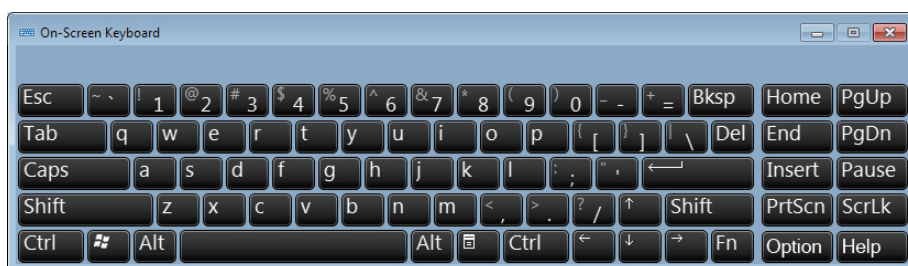 On-Screen Keyboard
Esc ~ ` ! 1 @ 2 # 3 $ 4 % 5 ^ 6 & 7 * 8 ( 9 ) 0 - - + = Bksp Home PgUp
Tab q w e r t y u i o p { [ } ] | \ Del End PgDn
Caps a s d f g h j k l : ; " ' Insert Pause
Shift z x c v b n m < , > . ? / ↑ Shift PrtScn ScrLk
Ctrl Alt Alt Ctrl ← ↓ → Fn Option Help